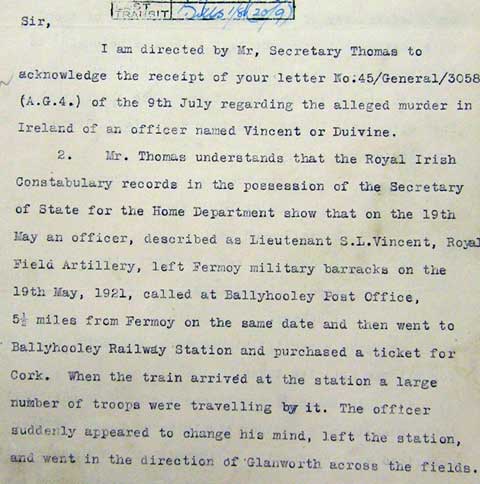 TRANSIT
Sir,
I am directed by Mr, Secretary Thomas to
acknowledge the receipt of your letter No:45/General/3058
(A.G.4.) of the 9th July regarding the alleged murder in
Ireland of an officer named Vincent or Duivine.
2. Mr. Thomas understands that the Royal Irish
Constabulary records in the possession of the Secretary
of State for the Home Department show that on the 19th
May an officer, described as Lieutenant S.L.Vincent, Royal
Field Artillery, left Fermoy military barracks on the
19th May, 1921, called at Ballyhooley Post Office,
5½ miles from Fermoy on the same date and then went to
Ballyhooley Railway Station and purchased a ticket for
Cork. When the train arrived at the station a large
number of troops were travelling by it. The officer
suddenly appeared to change his mind, left the station,
and went in the direction of Glanworth across the fields.